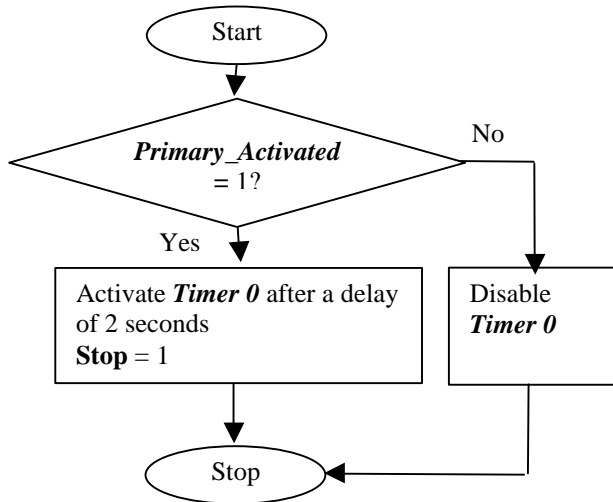 Start
Primary_Activated
= 1?
No
Yes
Activate Timer 0 after a delay
of 2 seconds
Stop = 1
Disable
Timer 0
Stop